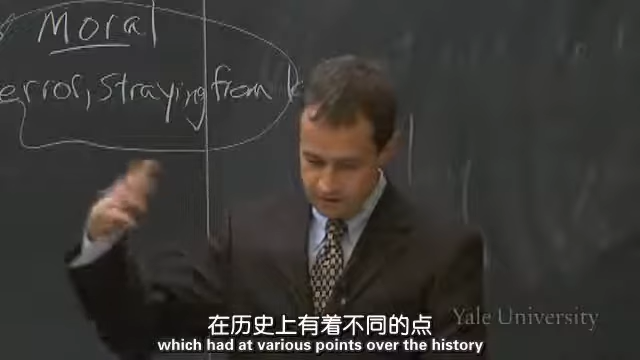 Moral
error, straying from
Yale University
在历史上有着不同的点
which had at various points over the history